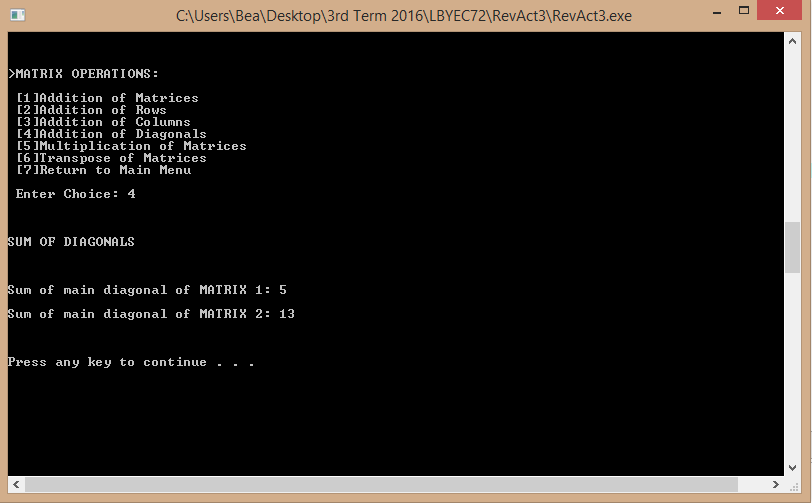 C:\Users\Bea\Desktop\3rd Term 2016\LBYEC72\RevAct3\RevAct3.exe
>MATRIX OPERATIONS:
[1]Addition of Matrices
[2]Addition of Rows
[3]Addition of Columns
[4]Addition of Diagonals
[5]Multiplication of Matrices
[6]Transpose of Matrices
[7]Return to Main Menu
Enter Choice: 4
SUM OF DIAGONALS
Sum of main diagonal of MATRIX 1: 5
Sum of main diagonal of MATRIX 2: 13
Press any key to continue . . .